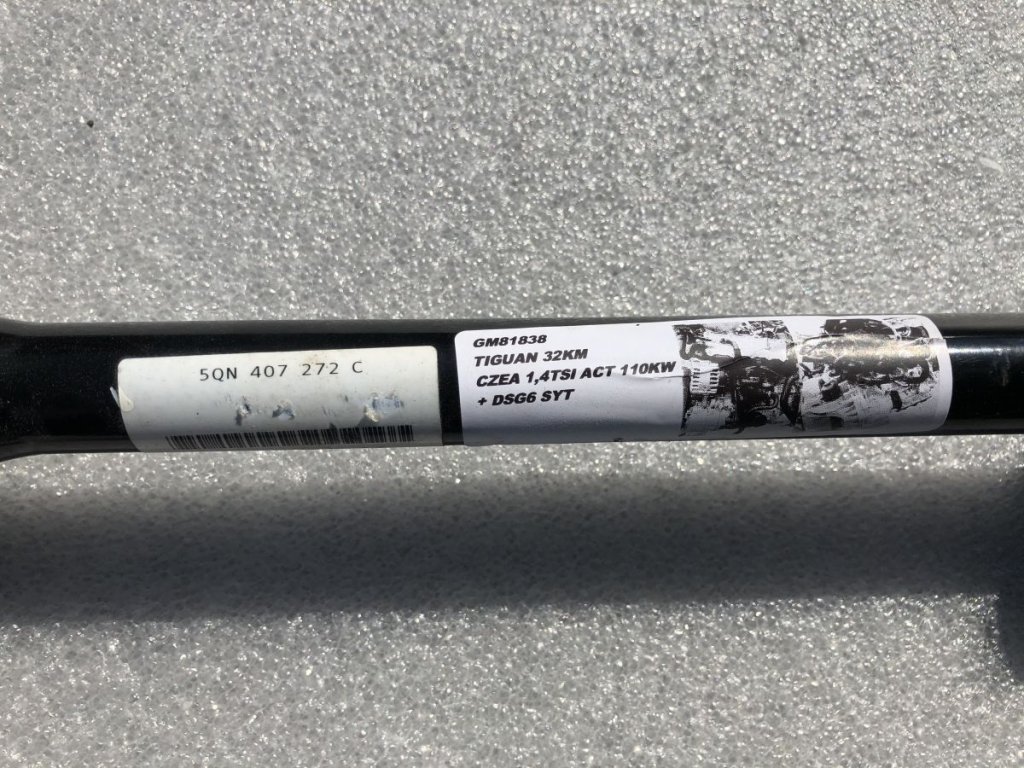 5QN 407 272 C
GM81838
TIGUAN 32KM
CZEA 1,4TSI ACT 110KW
+ DSG6 SYT